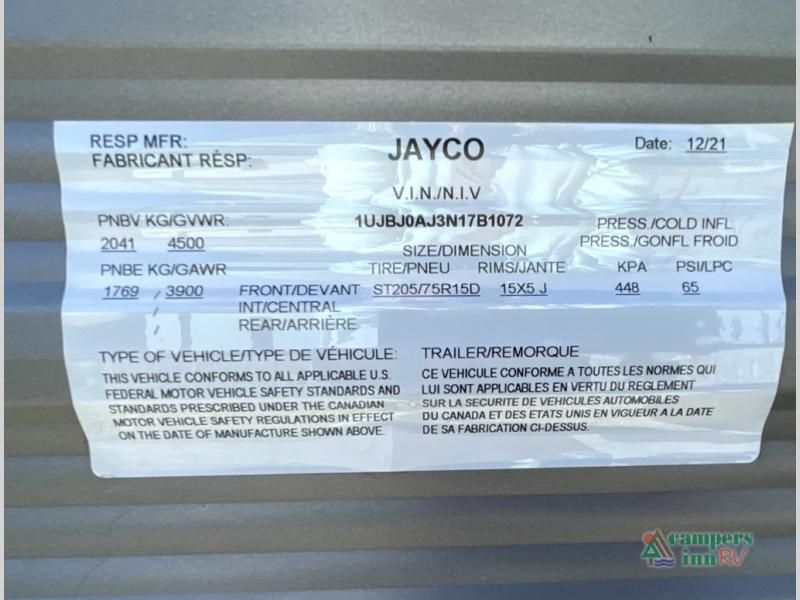 RESP MFR: JAYCO Date: 12/21
FABRICANT RÉSP:
V.I.N./N.I.V
PNBV KG/GVWR: 1UJBJ0AJ3N17B1072 PRESS./COLD INFL
2041 4500 SIZE/DIMENSION PRESS./GONFL FROID
PNBE KG/GAWR TIRE/PNEU RIMS/JANTE KPA PSI/LPC
1769 / 3900 FRONT/DEVANT ST205/75R15D 15X5 J 448 65
/ INT/CENTRAL
/ REAR/ARRIÈRE
TYPE OF VEHICLE/TYPE DE VÉHICULE: TRAILER/REMORQUE
THIS VEHICLE CONFORMS TO ALL APPLICABLE U.S.
FEDERAL MOTOR VEHICLE SAFETY STANDARDS AND
STANDARDS PRESCRIBED UNDER THE CANADIAN
MOTOR VEHICLE SAFETY REGULATIONS IN EFFECT
ON THE DATE OF MANUFACTURE SHOWN ABOVE.
CE VEHICULE CONFORME A TOUTES LES NORMES QUI
LUI SONT APPLICABLES EN VERTU DU REGLEMENT
SUR LA SECURITE DE VEHICULES AUTOMOBILES
DU CANADA ET DES ETATS UNIS EN VIGUEUR A LA DATE
DE SA FABRICATION CI-DESSUS.
campers
inn RV